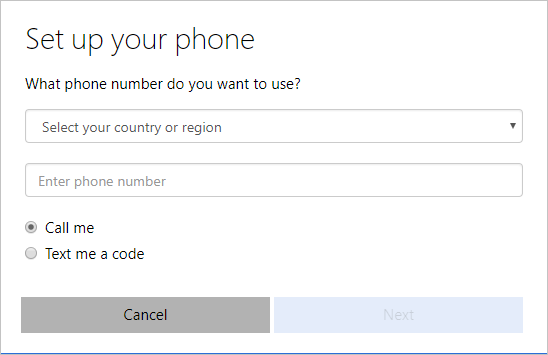 Set up your phone
What phone number do you want to use?
Select your country or region
Enter phone number
Call me
Text me a code
Cancel Next